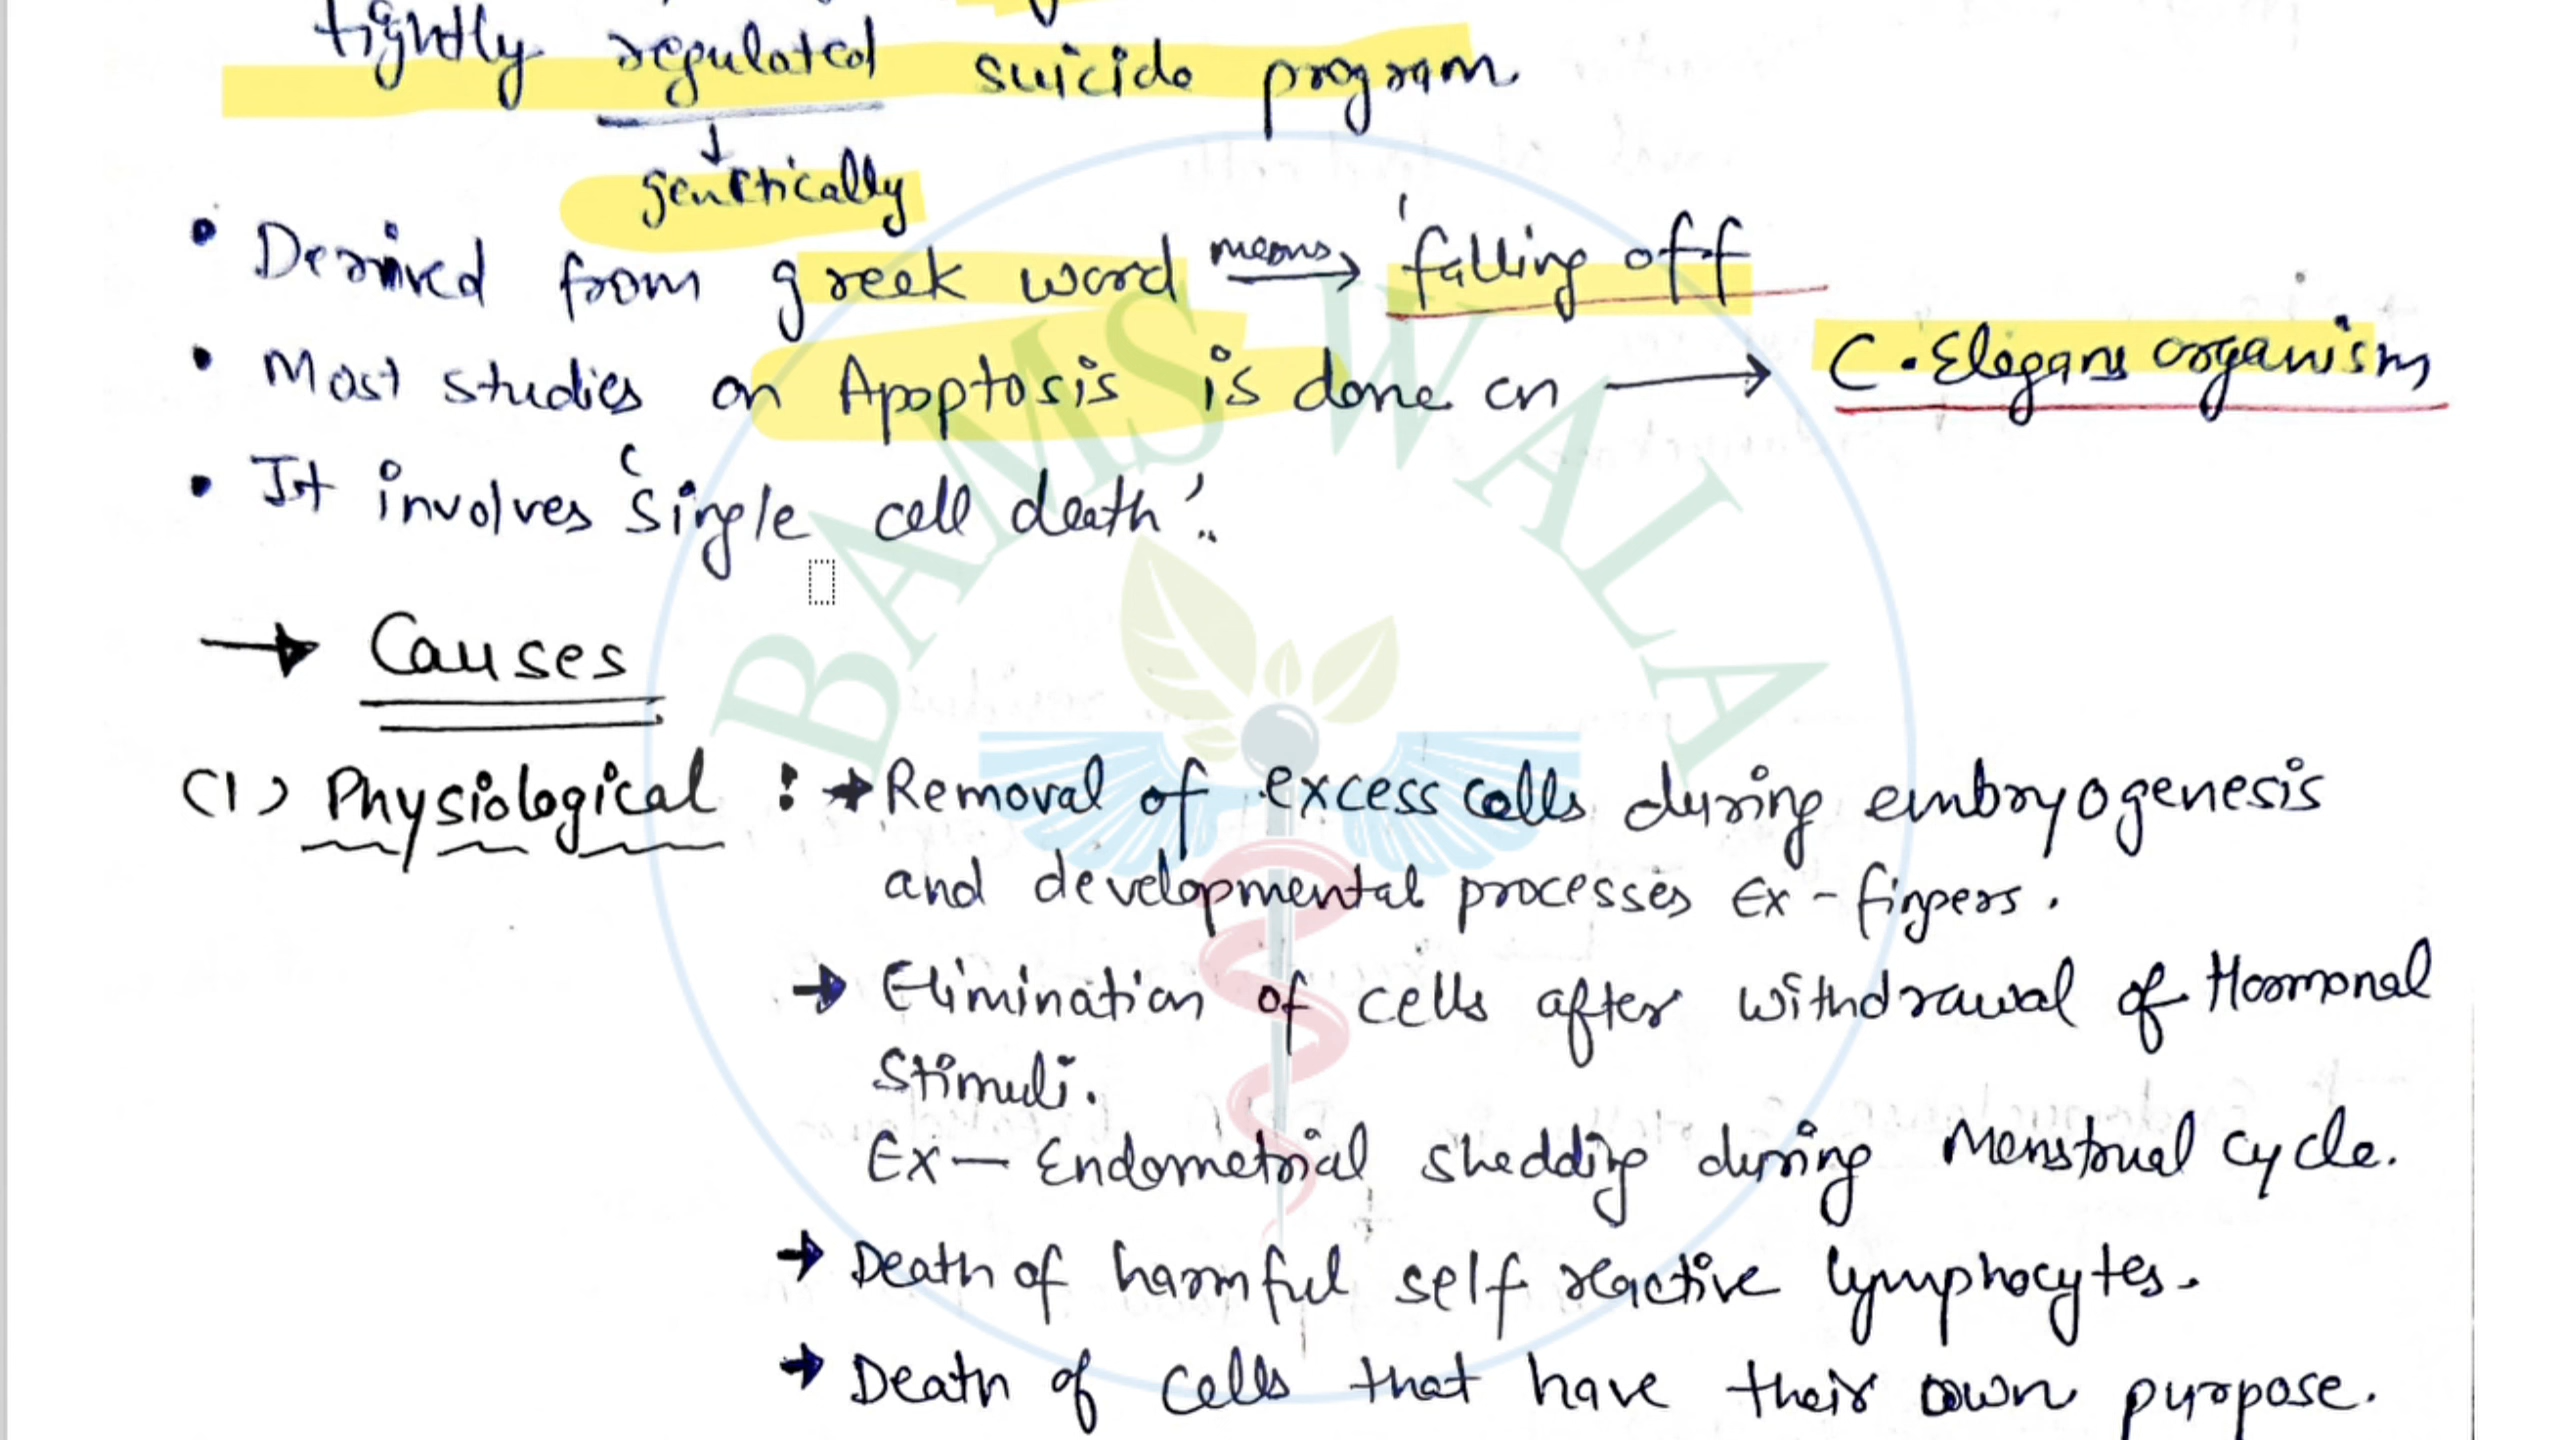 tightly regulated suicide program
↓
genetically
• Derived from greek word means→ 'falling off
• Most studies on Apoptosis is done on → C. Elegans organism
• It involves 'single cell death'.
→ Causes
(1) Physiological : → Removal of excess cells during embryogenesis
and developmental processes Ex - fingers.
→ Elimination of cells after withdrawal of Hormonal
Stimuli.
Ex — Endometrial shedding during Menstrual cycle.
→ Death of harmful self reactive lymphocytes.
→ Death of cells that have their own purpose.
BAMS WALA